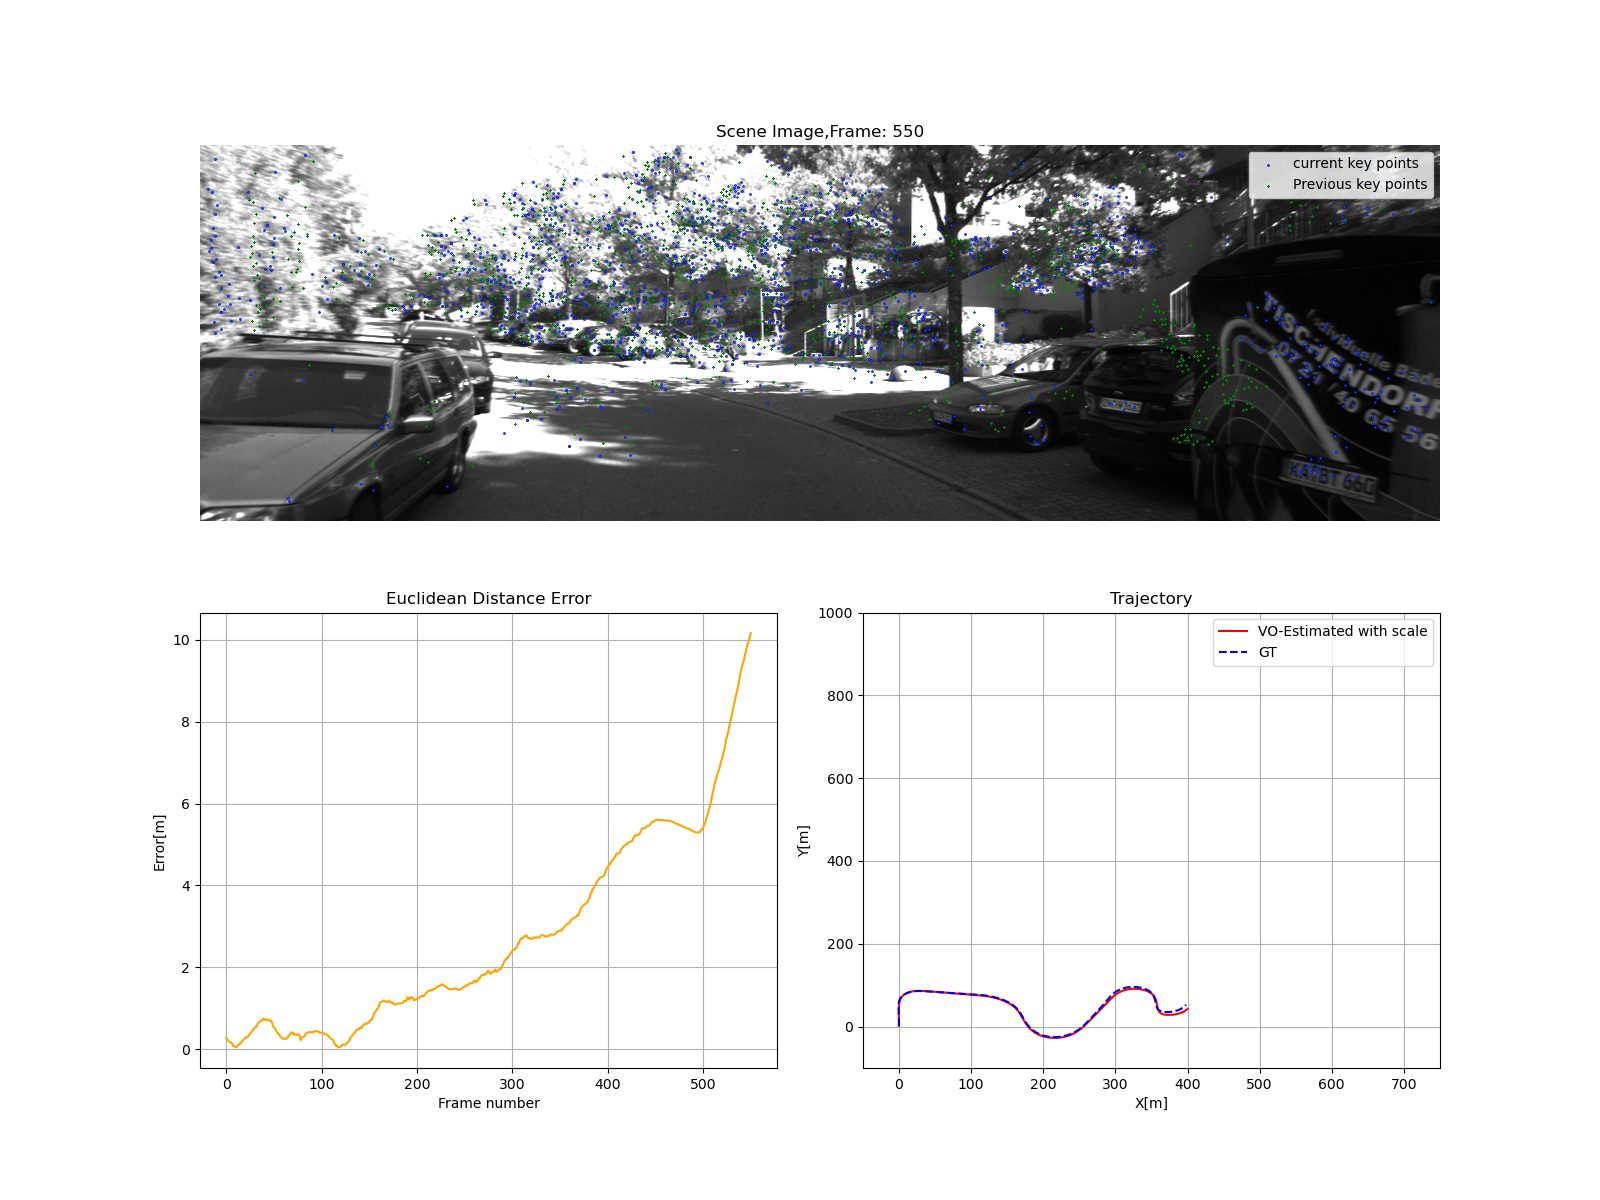 Scene Image,Frame: 550
current key points
Previous key points
TISCHENDORF
Euclidean Distance Error
Error[m]
10
8
6
4
2
0
0 100 200 300 400 500
Frame number
Trajectory
VO-Estimated with scale
GT
Y[m]
1000
800
600
400
200
0
0 100 200 300 400 500 600 700
X[m]